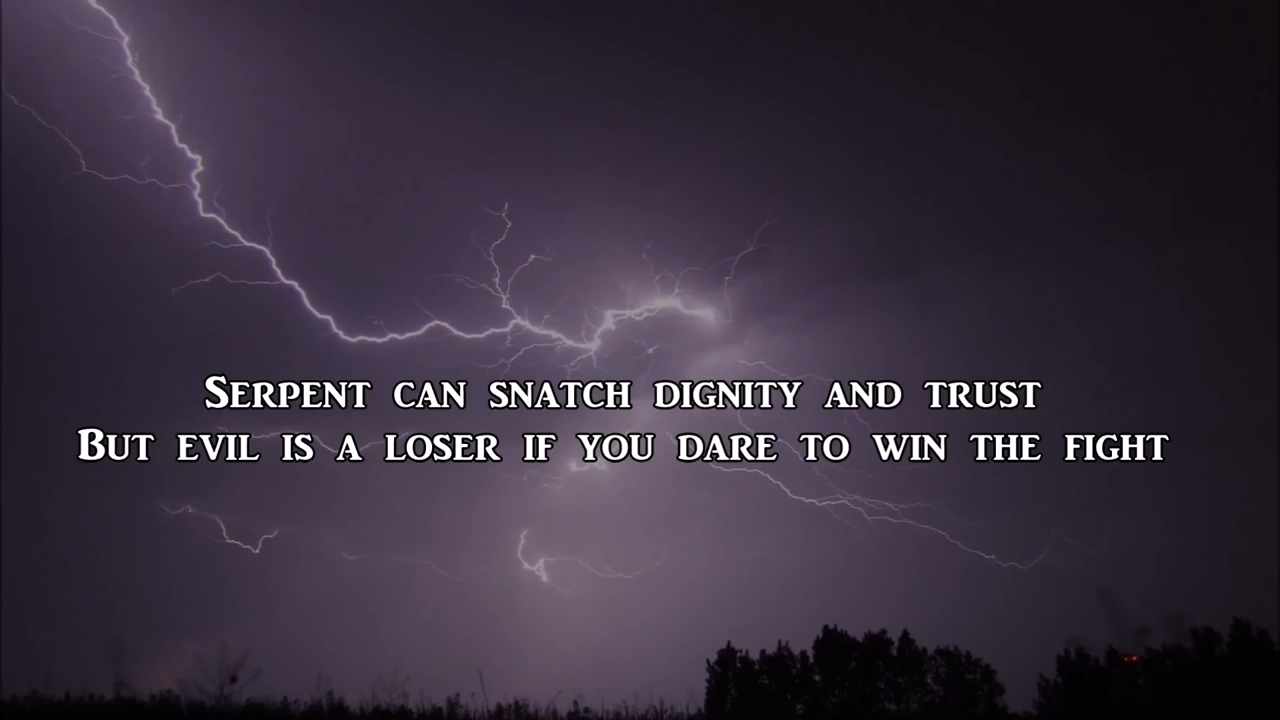 Serpent can snatch dignity and trust
But evil is a loser if you dare to win the fight